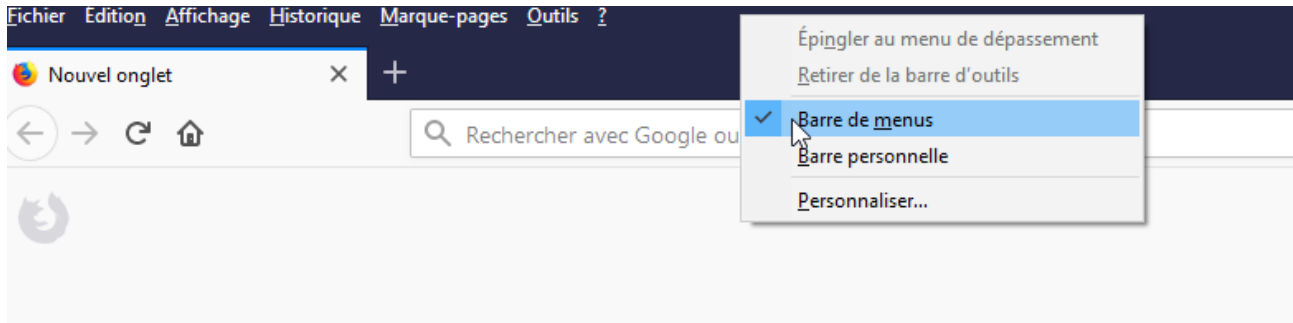 Fichier Edition Affichage Historique Marque-pages Outils ?
Nouvel onglet
Rechercher avec Google ou
Épingler au menu de dépassement
Retirer de la barre d'outils
Barre de menus
Barre personnelle
Personnaliser...